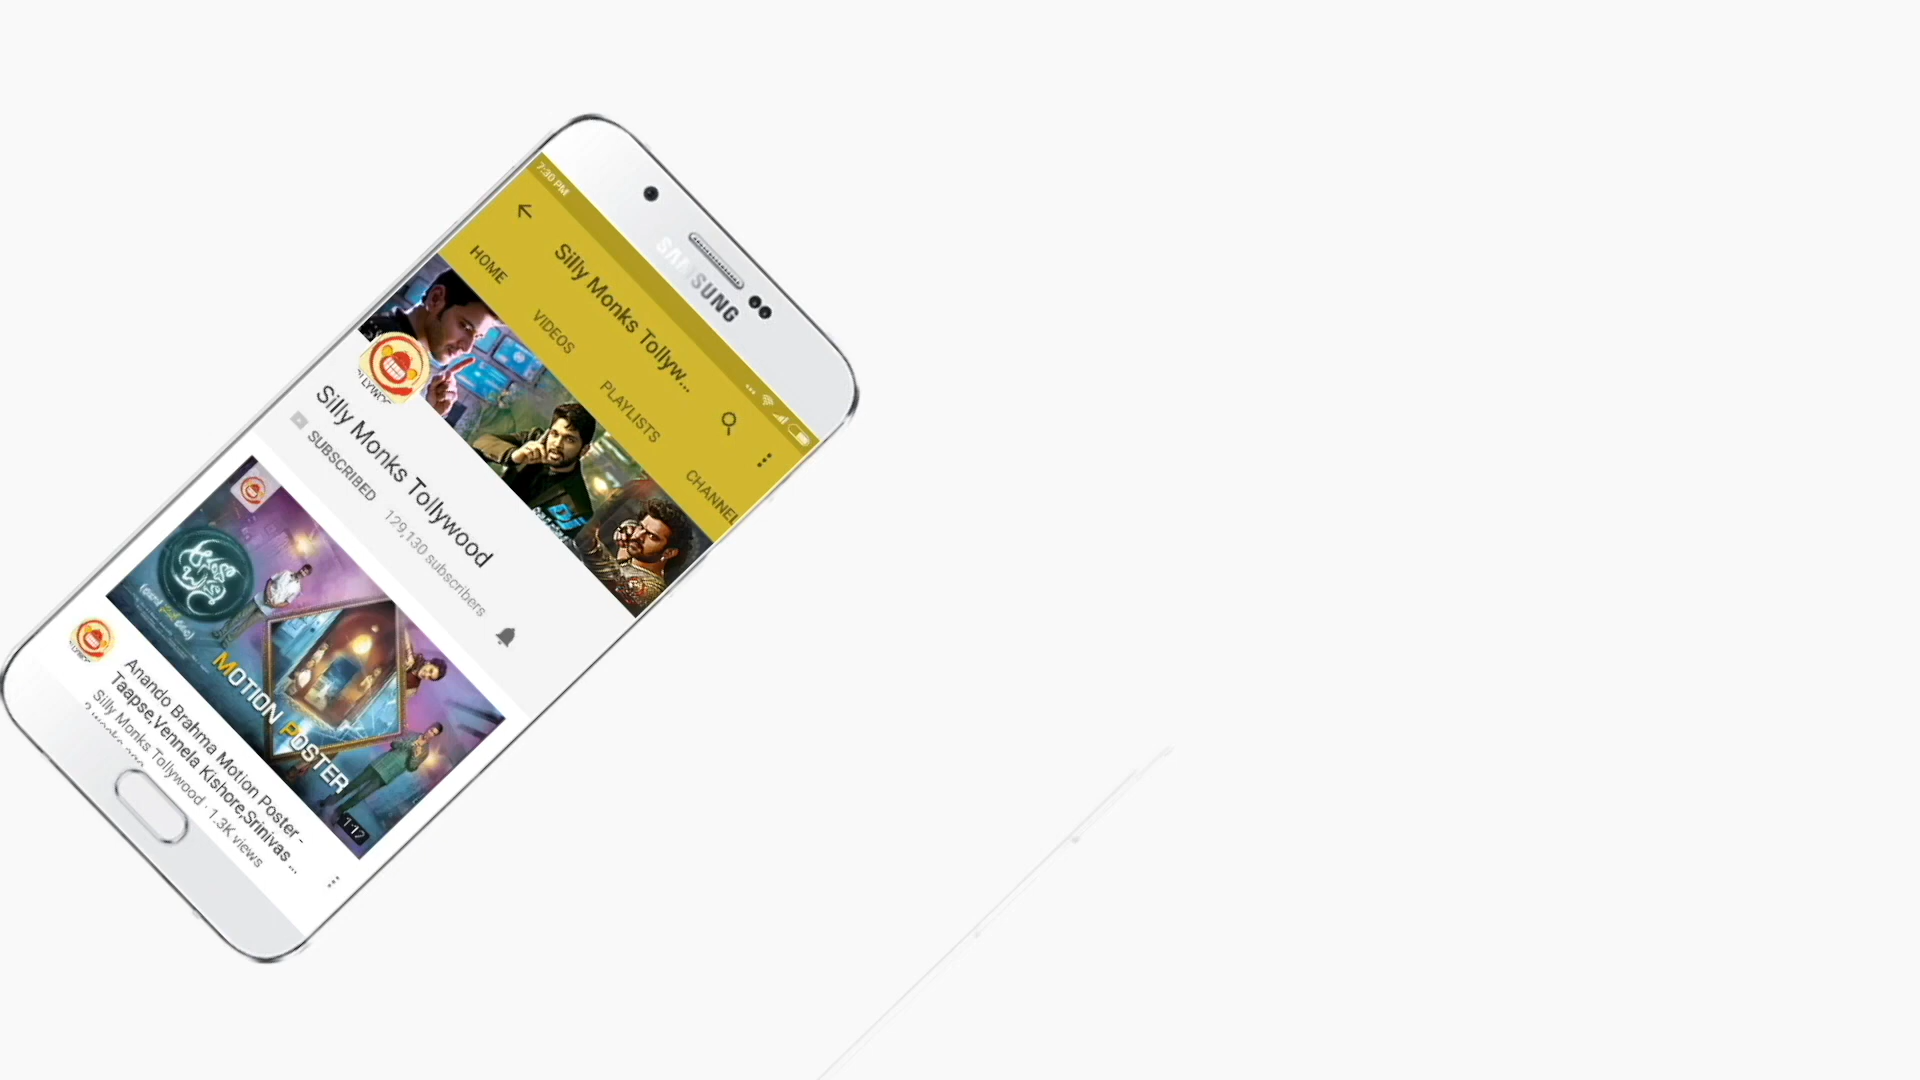 SAMSUNG
7:30 PM
Silly Monks Tollyw...
HOME
VIDEOS
PLAYLISTS
CHANNEL
Silly Monks Tollywood
SUBSCRIBED
129,130 subscribers
MOTION POSTER
1:12
Anando Brahma Motion Poster -
Taapse,Vennela Kishore,Srinivas ...
Silly Monks Tollywood · 1.3K views